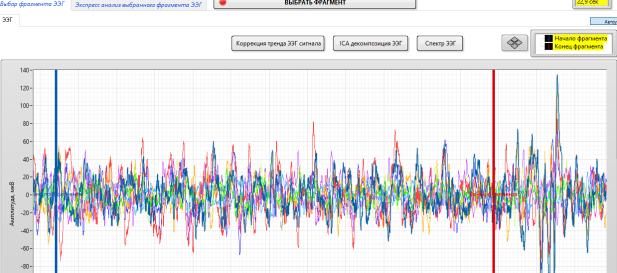 Выбор фрагмента ЭЭГ
Экспресс анализ выбранного фрагмента ЭЭГ
ВЫБРАТЬ ФРАГМЕНТ
22,9 сек
ЭЭГ
Коррекция тренда ЭЭГ сигнала
ICA декомпозиция ЭЭГ
Спектр ЭЭГ
Начало фрагмента
Конец фрагмента
Амплитуда, мкВ
140
120
100
80
60
40
20
0
-20
-40
-60
-80